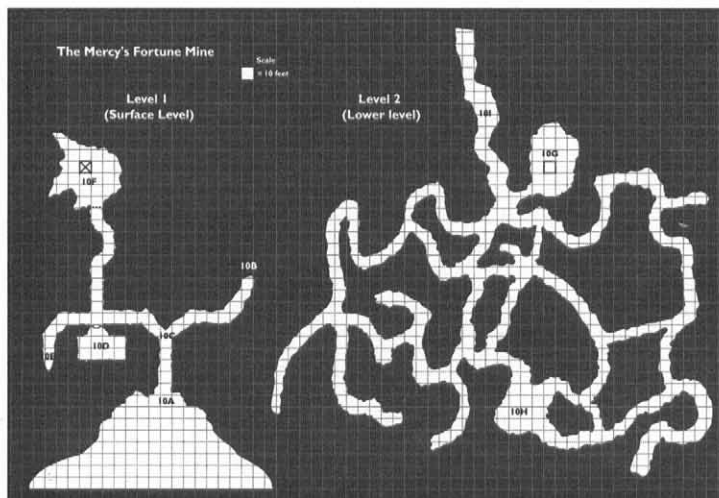 The Mercy's Fortune Mine
Scale
= 10 feet
Level 1
(Surface Level)
Level 2
(Lower level)
10I
10G
10F
10B
10C
10D
10E
10A
10H